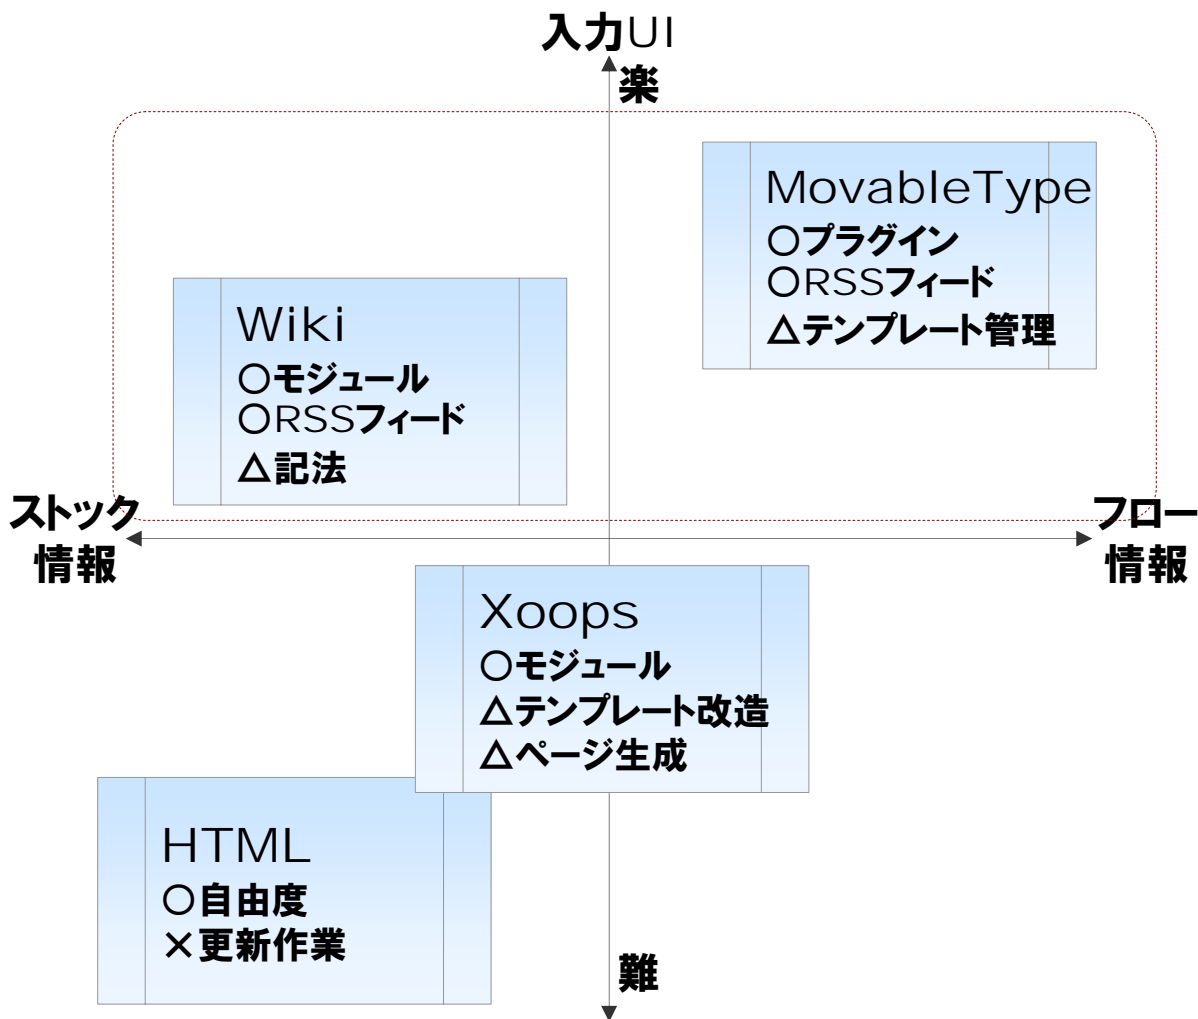 入力UI
楽
MovableType
○プラグイン
○RSSフィード
△テンプレート管理
Wiki
○モジュール
○RSSフィード
△記法
ストック
情報
フロー
情報
Xoops
○モジュール
△テンプレート改造
△ページ生成
HTML
○自由度
×更新作業
難